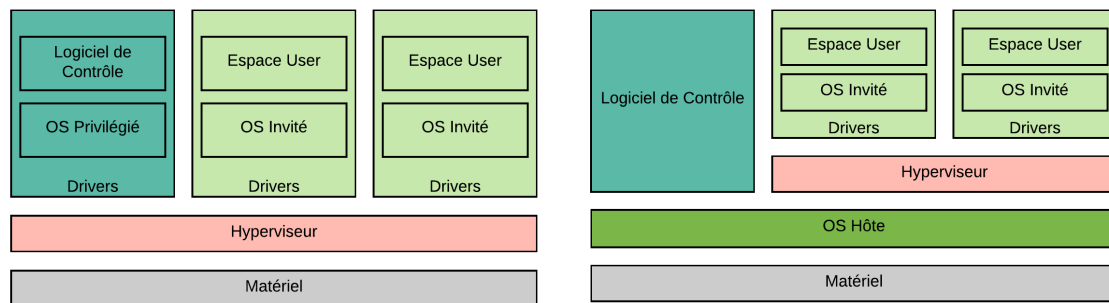 Logiciel de
Contrôle
OS Privilégié
Drivers
Espace User
OS Invité
Drivers
Espace User
OS Invité
Drivers
Hyperviseur
Matériel
Logiciel de Contrôle
Espace User
OS Invité
Drivers
Espace User
OS Invité
Drivers
Hyperviseur
OS Hôte
Matériel